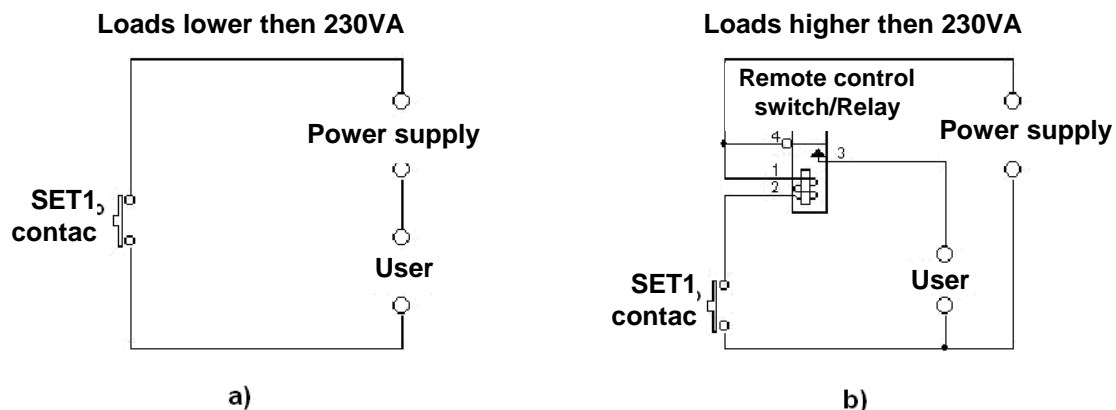 Loads lower then 230VA
Power supply
SET1
contac
User
a)
Loads higher then 230VA
Remote control
switch/Relay
4
3
1
2
Power supply
SET1
contac
User
b)